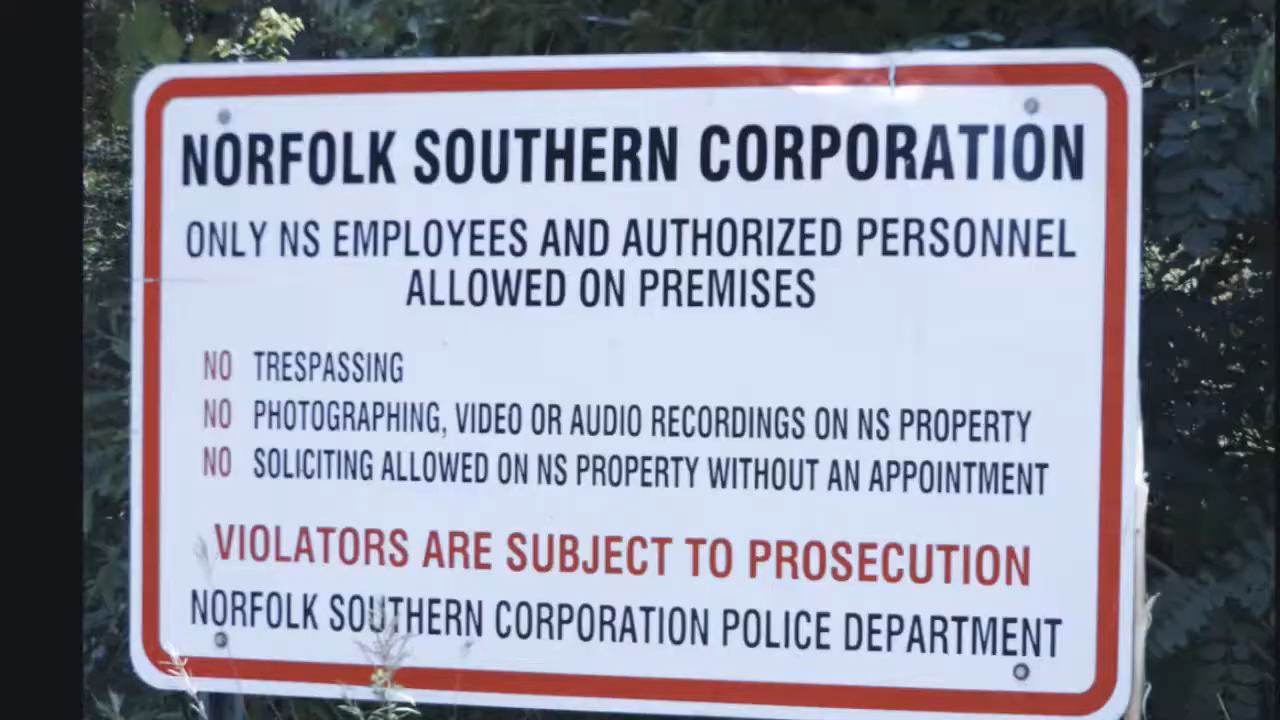 NORFOLK SOUTHERN CORPORATION
ONLY NS EMPLOYEES AND AUTHORIZED PERSONNEL
ALLOWED ON PREMISES
NO TRESPASSING
NO PHOTOGRAPHING, VIDEO OR AUDIO RECORDINGS ON NS PROPERTY
NO SOLICITING ALLOWED ON NS PROPERTY WITHOUT AN APPOINTMENT
VIOLATORS ARE SUBJECT TO PROSECUTION
NORFOLK SOUTHERN CORPORATION POLICE DEPARTMENT